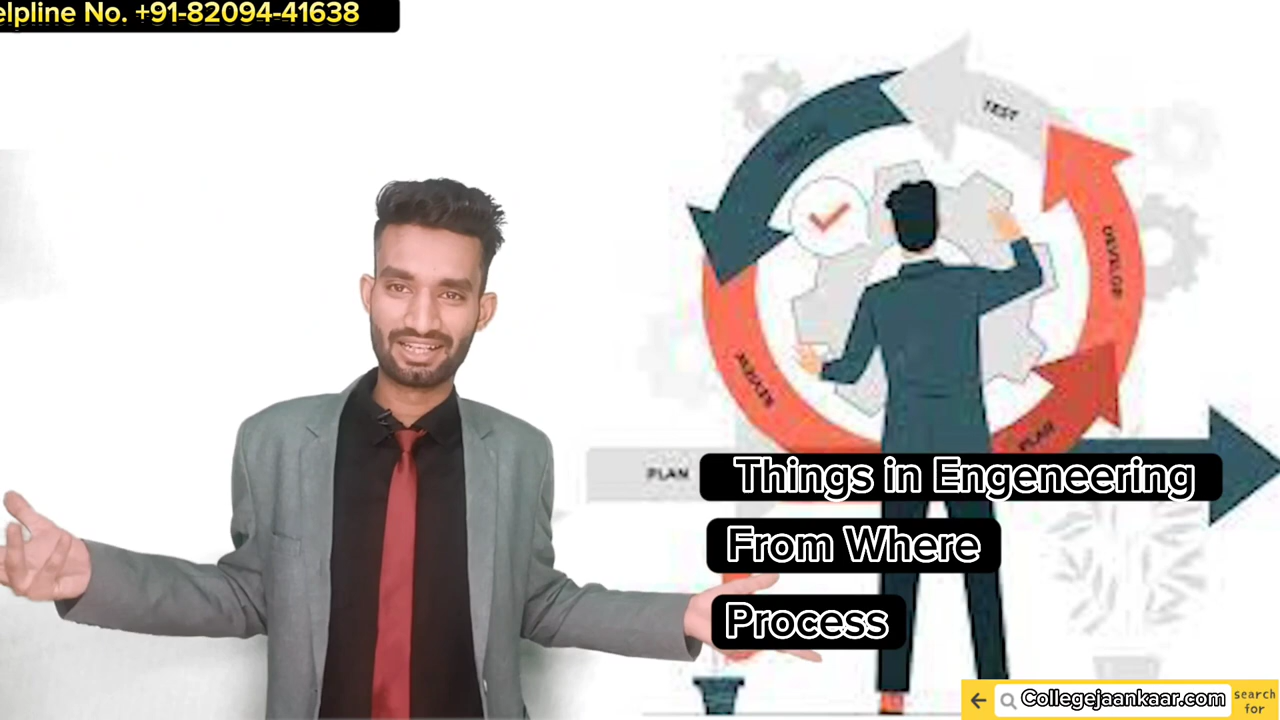 elpline No. +91-82094-41638
TEST
DEVELOP
REVIEW
PLAN
PLAN
Things in Engeneering
From Where
Process
Collegejaankaar.com
search
for